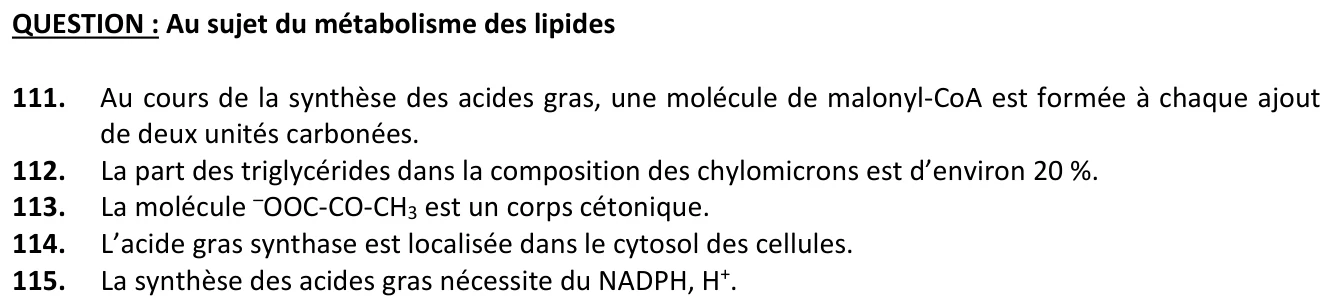 QUESTION : Au sujet du métabolisme des lipides
111. Au cours de la synthèse des acides gras, une molécule de malonyl-CoA est formée à chaque ajout
de deux unités carbonées.
112. La part des triglycérides dans la composition des chylomicrons est d’environ 20 %.
113. La molécule ⁻OOC-CO-CH₃ est un corps cétonique.
114. L’acide gras synthase est localisée dans le cytosol des cellules.
115. La synthèse des acides gras nécessite du NADPH, H⁺.